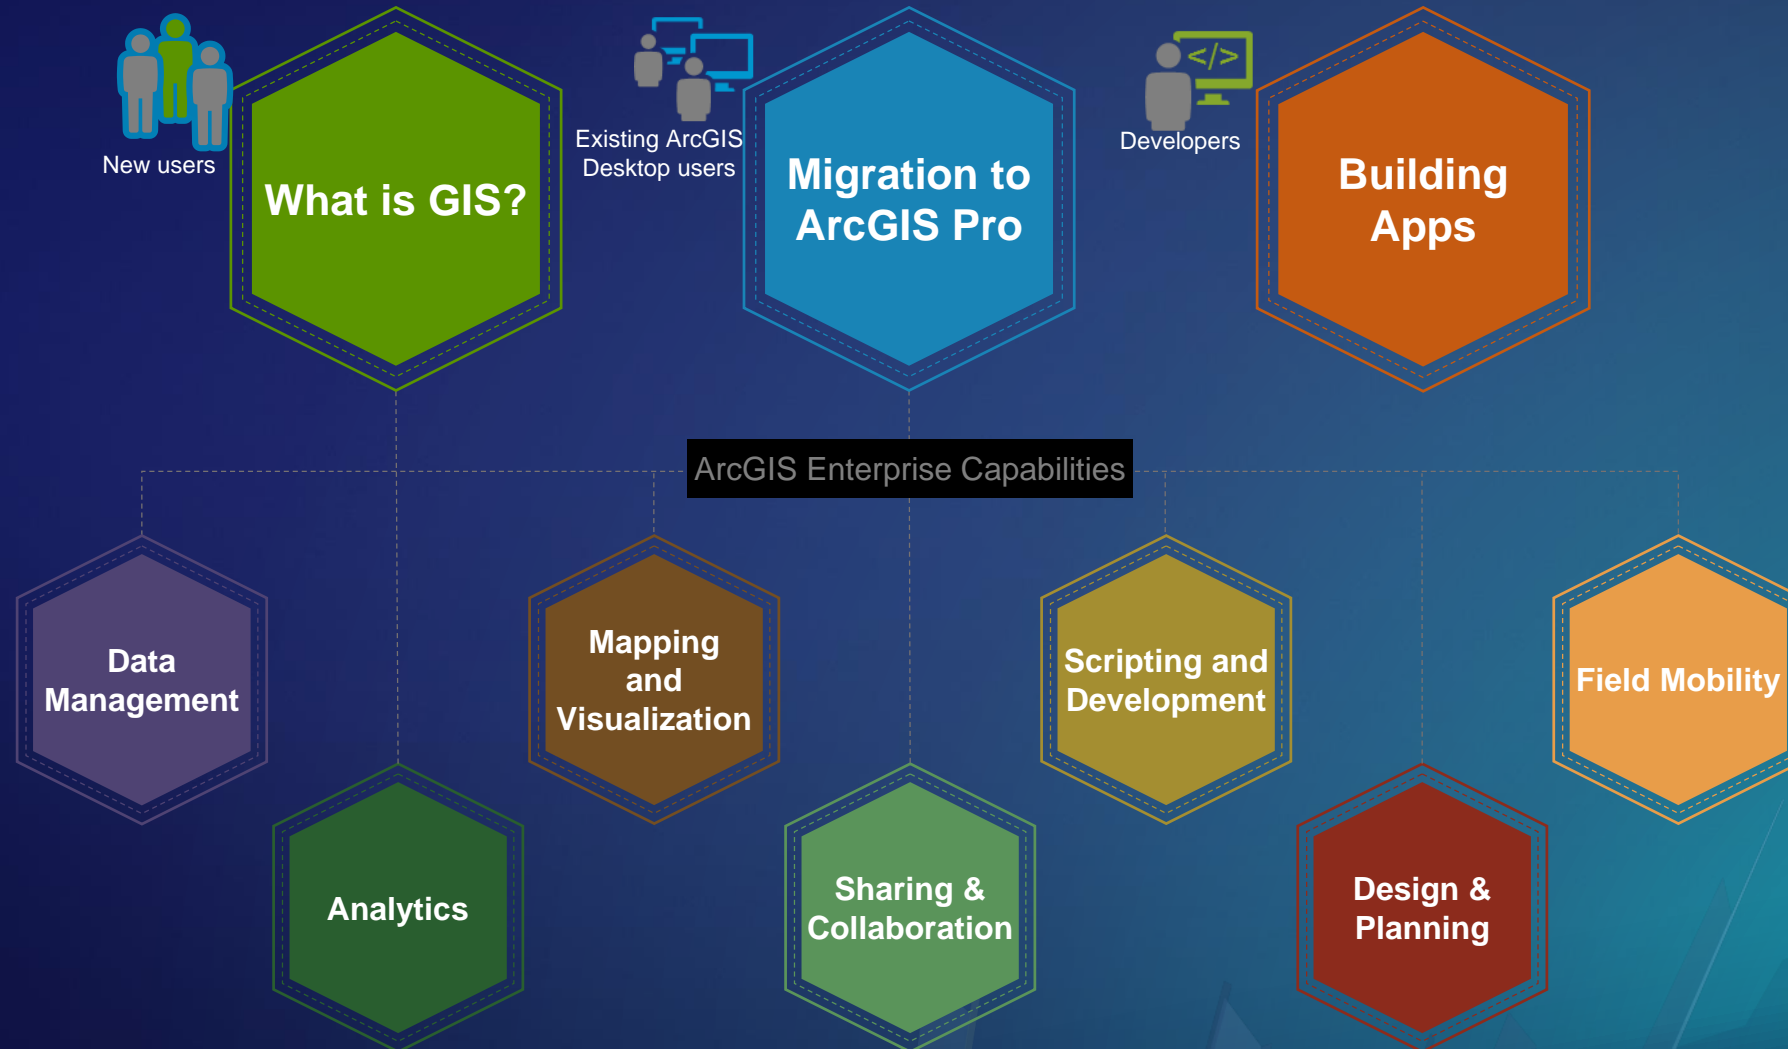 New users
What is GIS?
Existing ArcGIS
Desktop users
Migration to
ArcGIS Pro
</>
Developers
Building
Apps
ArcGIS Enterprise Capabilities
Data
Management
Mapping
and
Visualization
Scripting and
Development
Field Mobility
Analytics
Sharing &
Collaboration
Design &
Planning